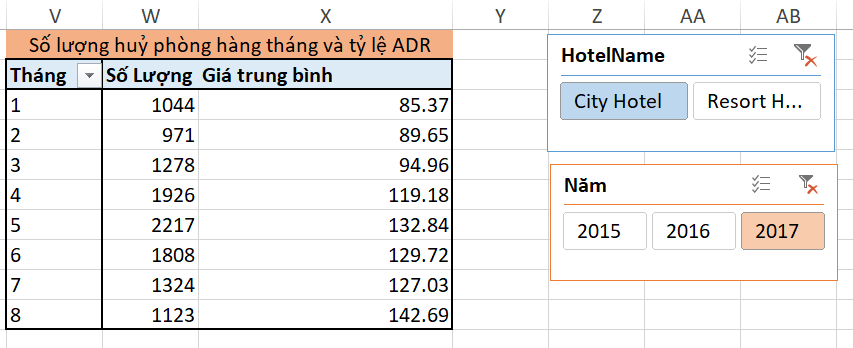 V W X Y Z AA AB
Số lượng huỷ phòng hàng tháng và tỷ lệ ADR
Tháng Số Lượng Giá trung bình
1 1044 85.37
2 971 89.65
3 1278 94.96
4 1926 119.18
5 2217 132.84
6 1808 129.72
7 1324 127.03
8 1123 142.69
HotelName
City Hotel Resort H...
Năm
2015 2016 2017